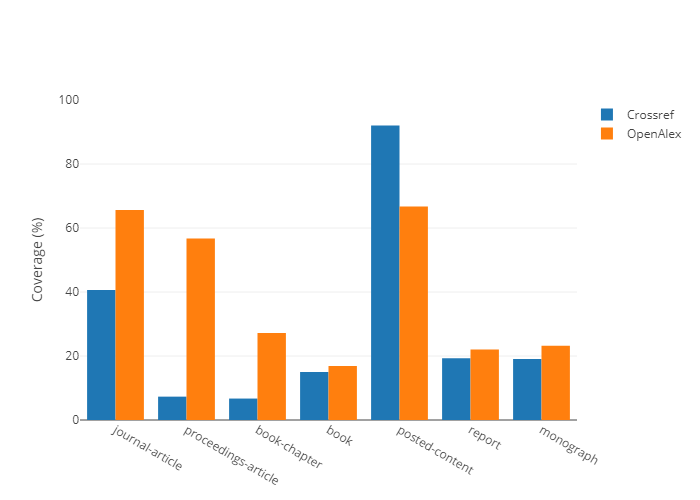 100
80
60
40
20
0
Coverage (%)
journal-article
proceedings-article
book-chapter
book
posted-content
report
monograph
Crossref
OpenAlex